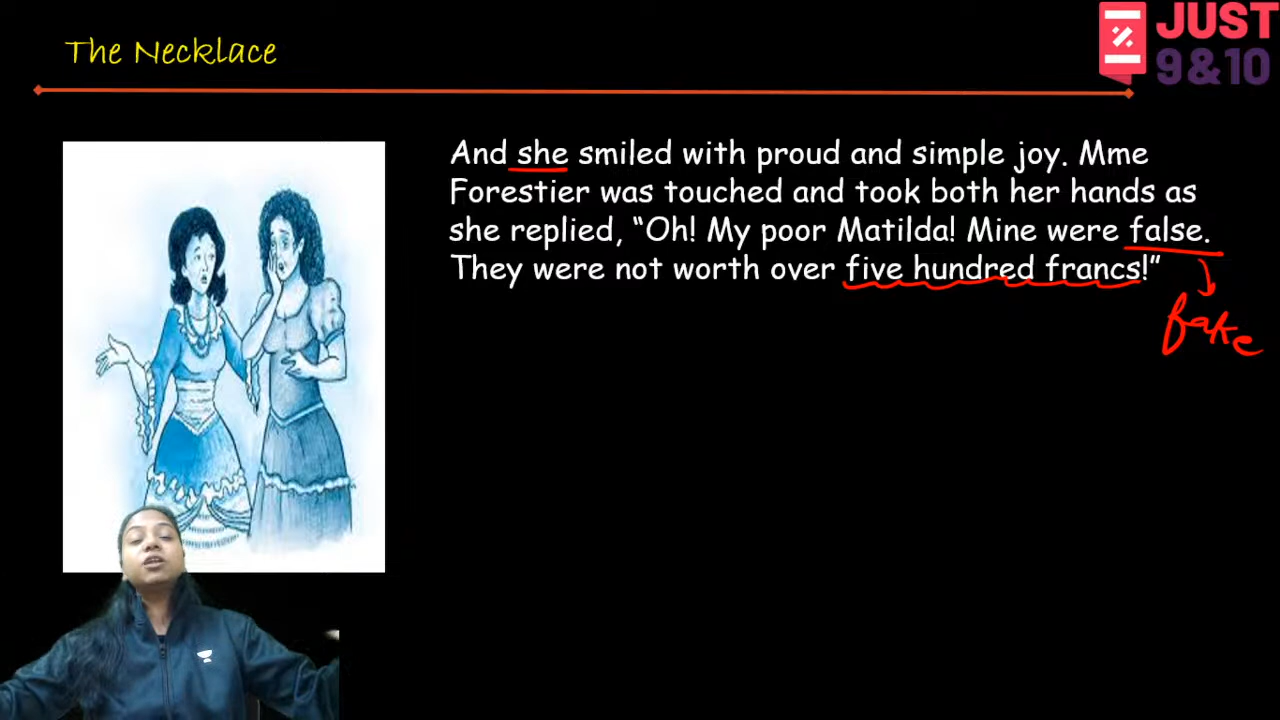 The Necklace
JUST
9&10
And she smiled with proud and simple joy. Mme
Forestier was touched and took both her hands as
she replied, “Oh! My poor Matilda! Mine were false.
They were not worth over five hundred francs!”
fake